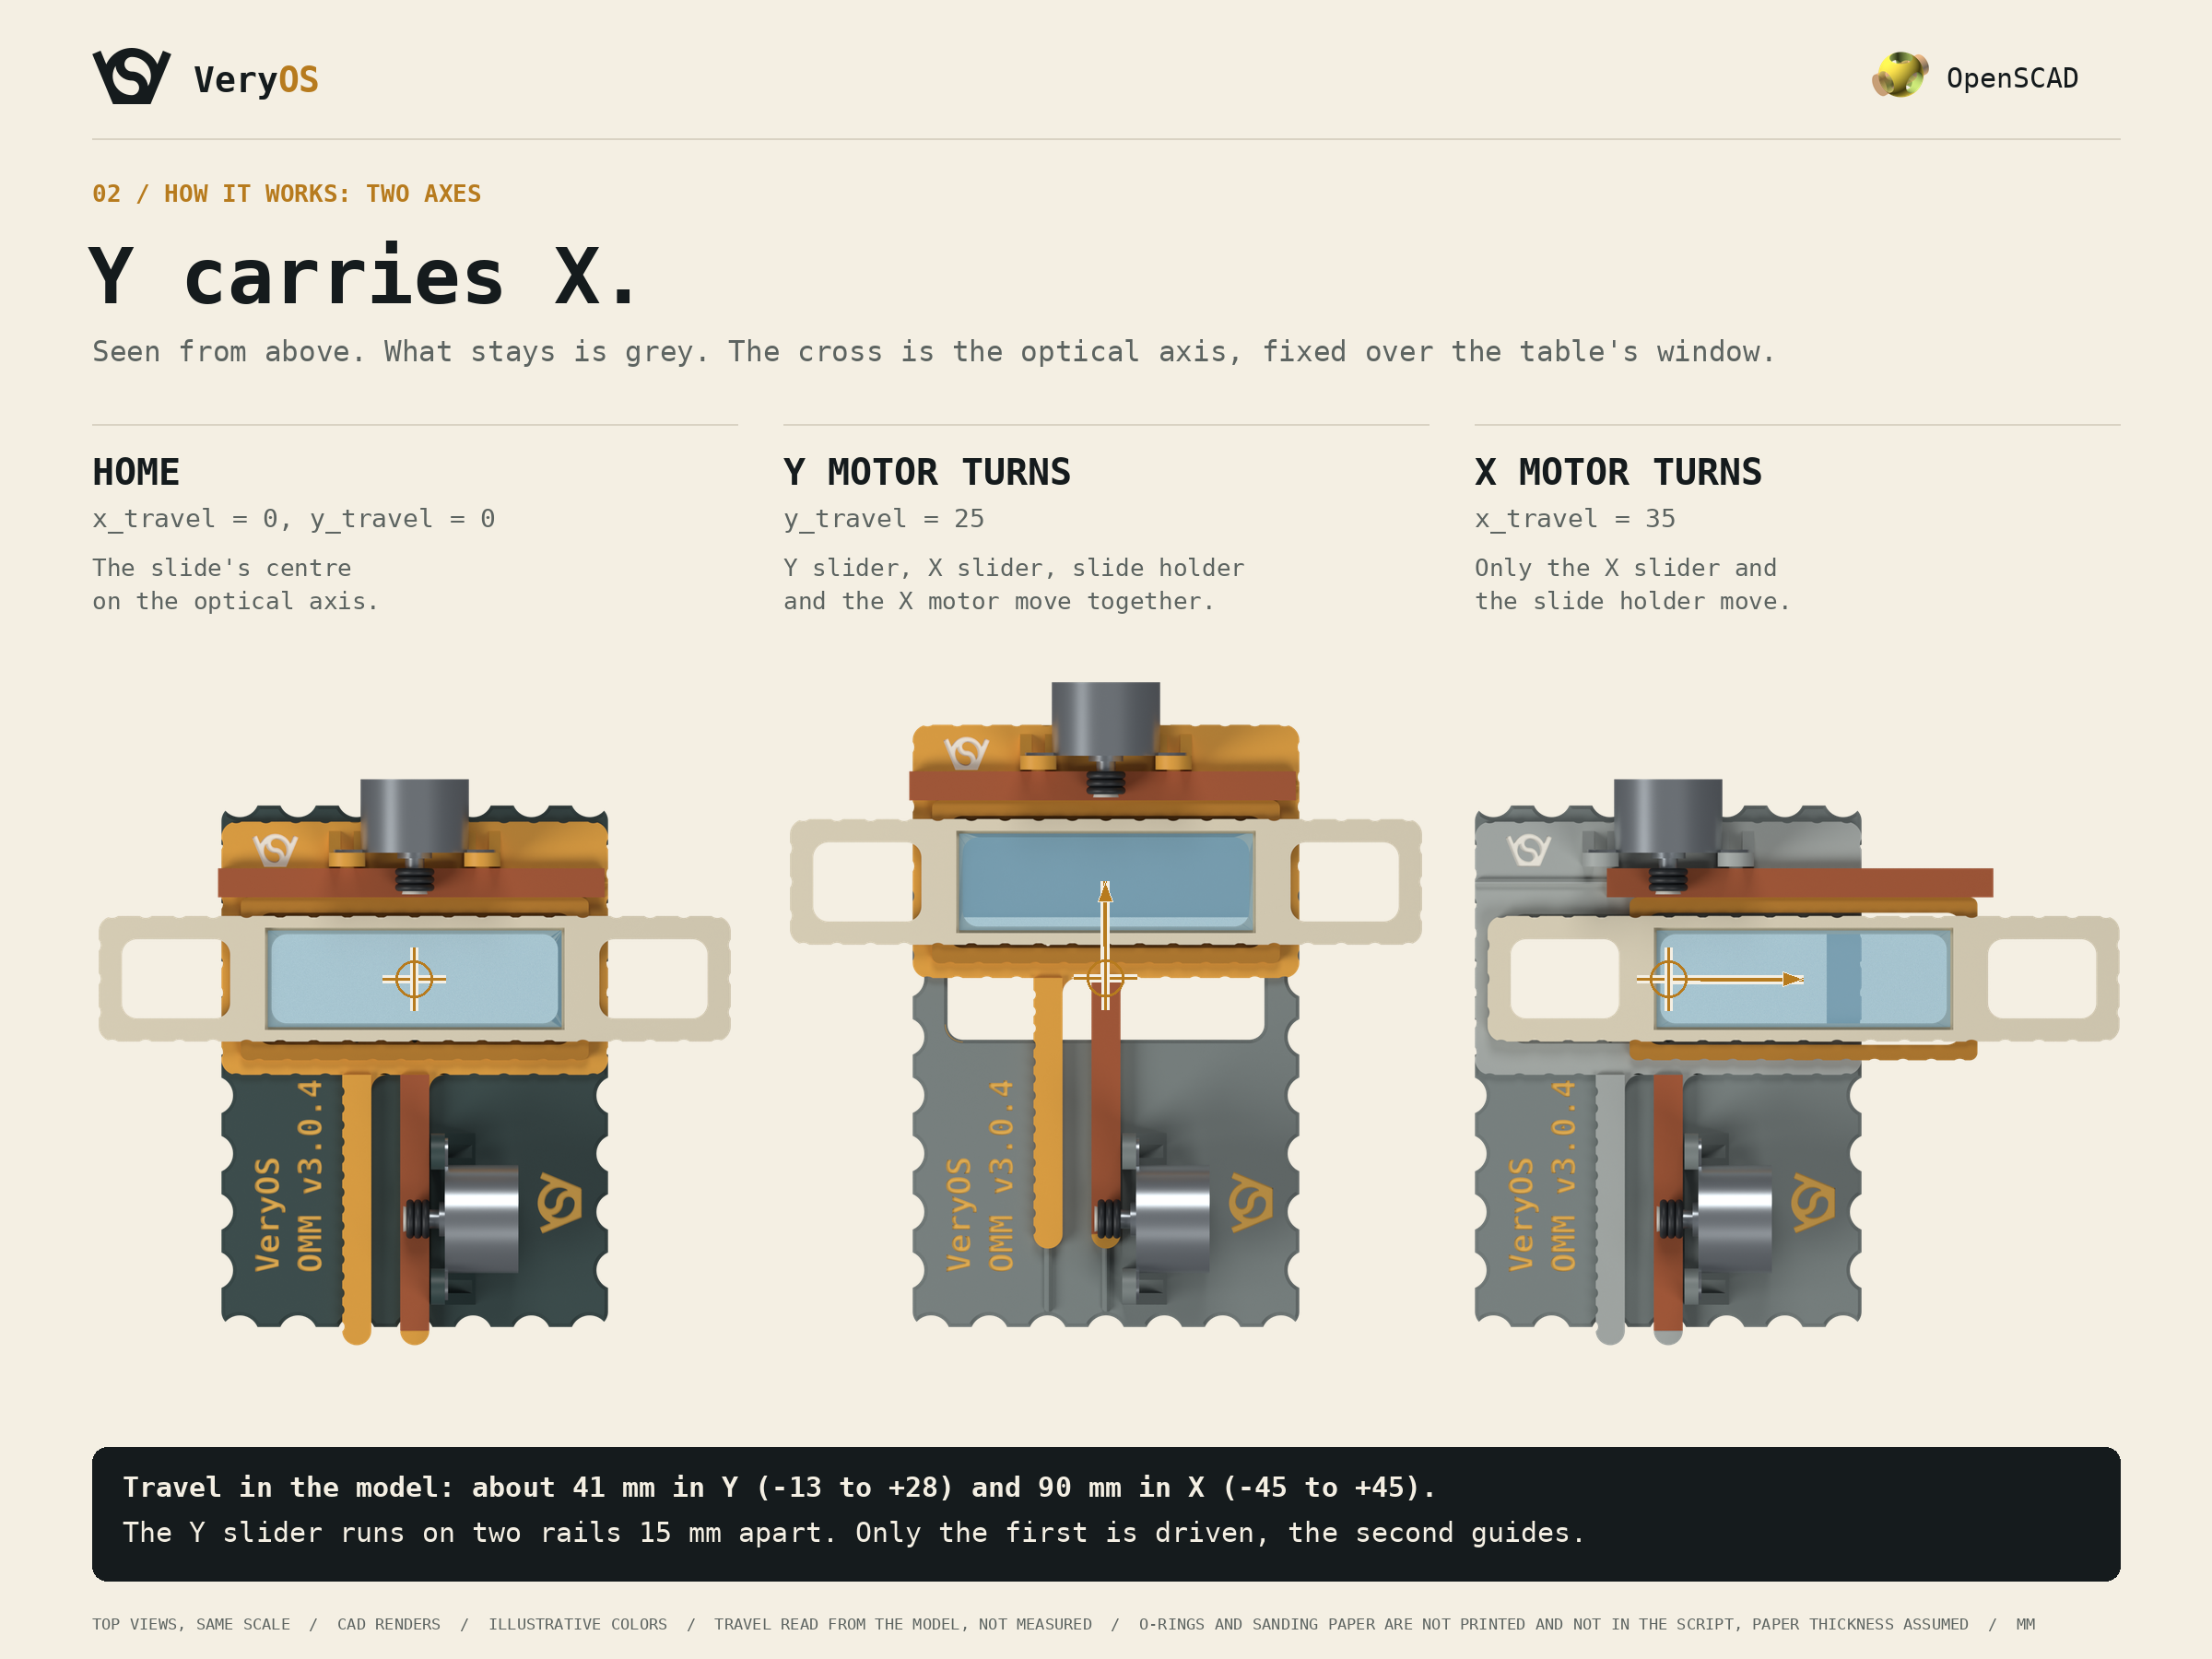 VeryOS
OpenSCAD
02 / HOW IT WORKS: TWO AXES
Y carries X.
Seen from above. What stays is grey. The cross is the optical axis, fixed over the table's window.
HOME
x_travel = 0, y_travel = 0
The slide's centre
on the optical axis.
Y MOTOR TURNS
y_travel = 25
Y slider, X slider, slide holder
and the X motor move together.
X MOTOR TURNS
x_travel = 35
Only the X slider and
the slide holder move.
VeryOS
OMM v3.0.4
VeryOS
OMM v3.0.4
VeryOS
OMM v3.0.4
Travel in the model: about 41 mm in Y (-13 to +28) and 90 mm in X (-45 to +45).
The Y slider runs on two rails 15 mm apart. Only the first is driven, the second guides.
TOP VIEWS, SAME SCALE / CAD RENDERS / ILLUSTRATIVE COLORS / TRAVEL READ FROM THE MODEL, NOT MEASURED / O-RINGS AND SANDING PAPER ARE NOT PRINTED AND NOT IN THE SCRIPT, PAPER THICKNESS ASSUMED / MM